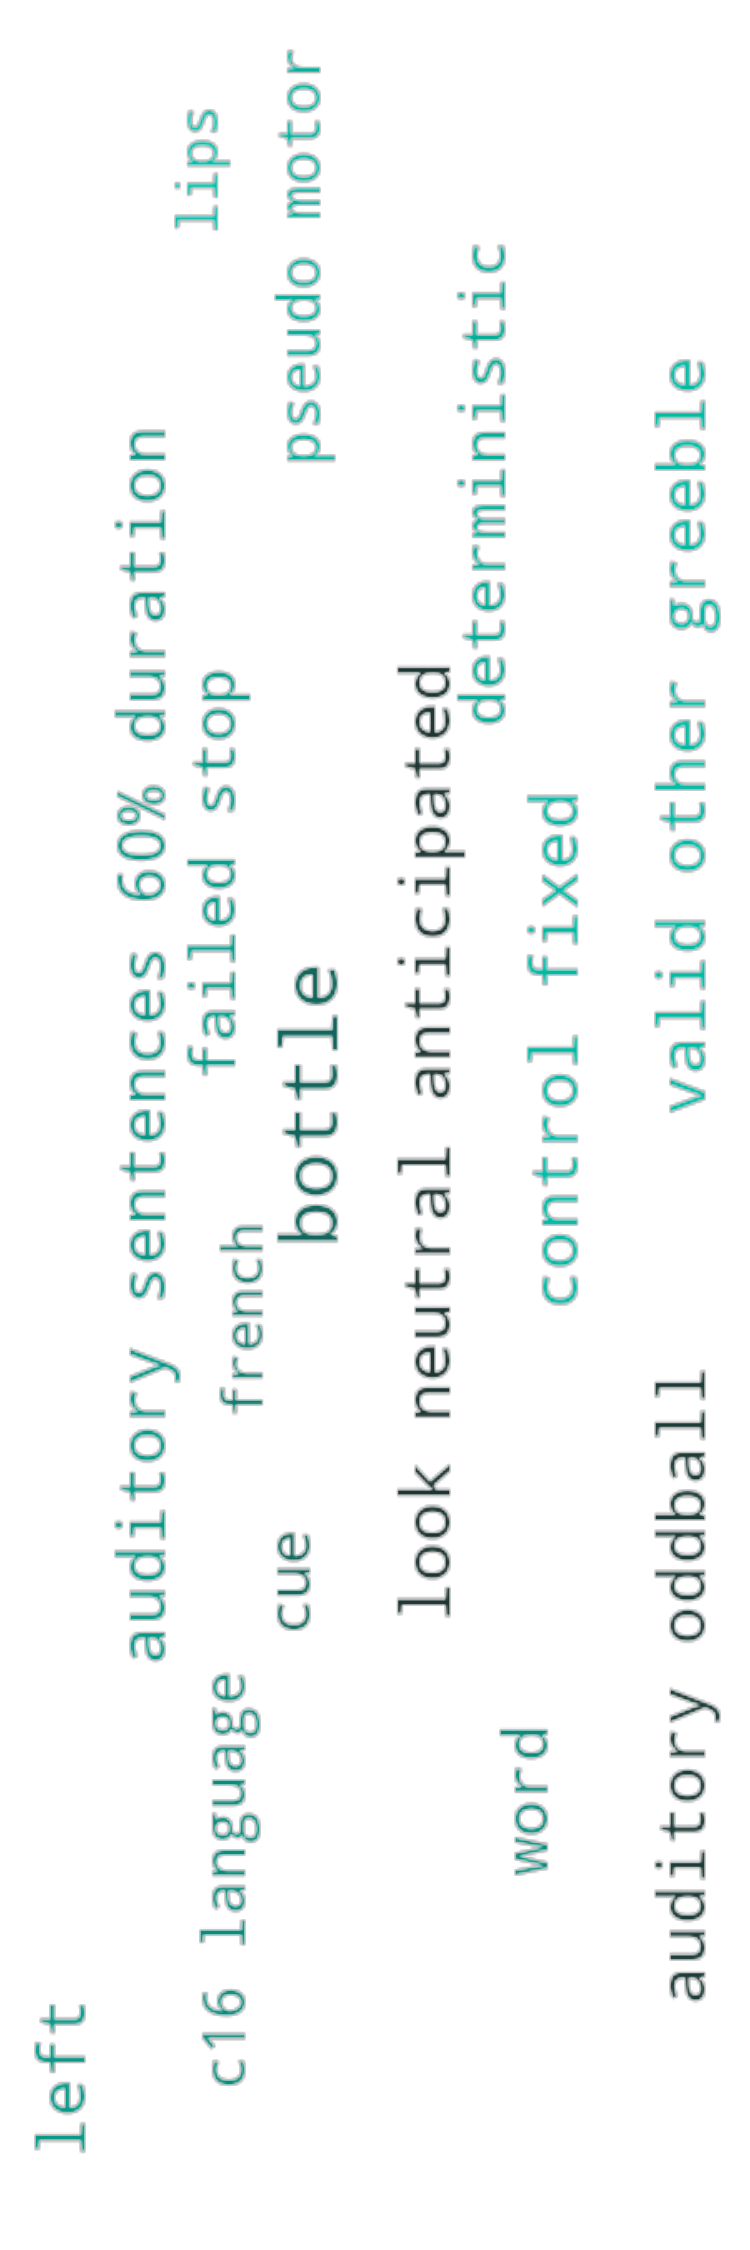 left
auditory sentences 60% duration
lips
failed stop
c16 language
french
pseudo motor
bottle
cue
look neutral anticipated
deterministic
word
control fixed
valid other greeble
auditory oddball